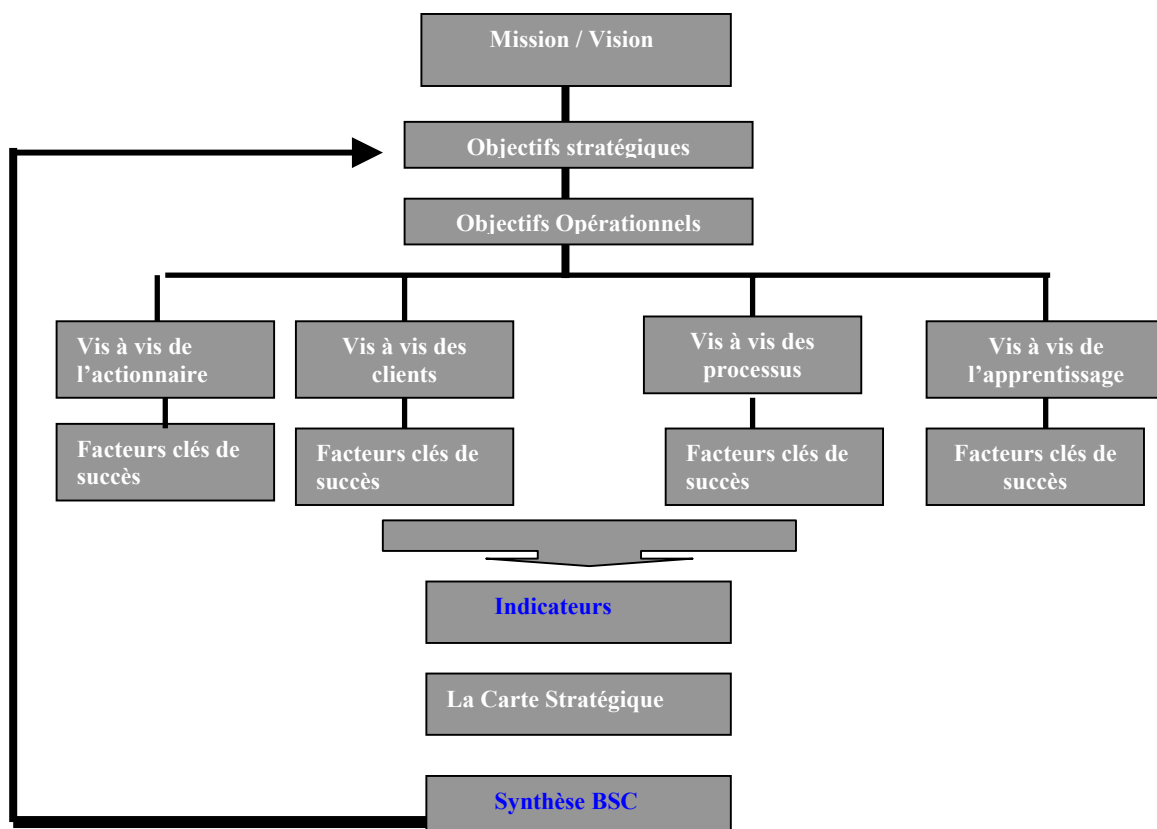 Mission / Vision
Objectifs stratégiques
Objectifs Opérationnels
Vis à vis de
l’actionnaire
Vis à vis des
clients
Vis à vis des
processus
Vis à vis de
l’apprentissage
Facteurs clés de
succès
Facteurs clés de
succès
Facteurs clés de
succès
Facteurs clés de
succès
Indicateurs
La Carte Stratégique
Synthèse BSC